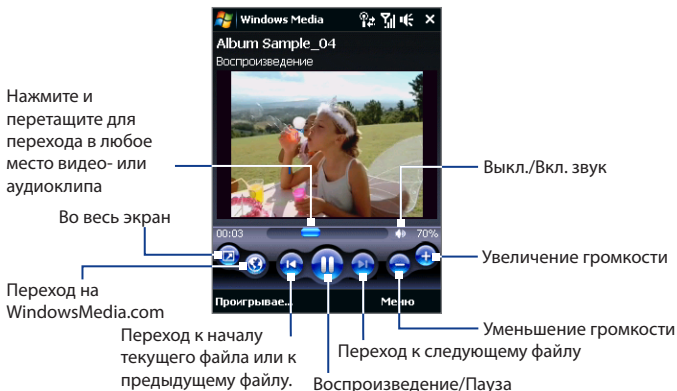 Windows Media
Album Sample_04
Воспроизведение
Нажмите и
перетащите для
перехода в любое
место видео- или
аудиоклипа
Выкл./Вкл. звук
Во весь экран
00:03
70%
Увеличение громкости
Переход на
WindowsMedia.com
Проигрывае...
Меню
Уменьшение громкости
Переход к началу
текущего файла или к
предыдущему файлу.
Переход к следующему файлу
Воспроизведение/Пауза